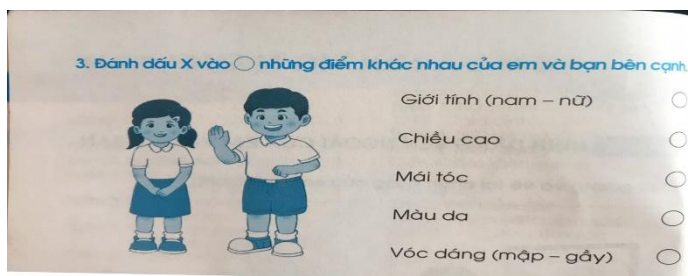 3. Đánh dấu X vào ◯ những điểm khác nhau của em và bạn bên cạnh.
Giới tính (nam – nữ) ◯
Chiều cao ◯
Mái tóc ◯
Màu da ◯
Vóc dáng (mập – gầy) ◯